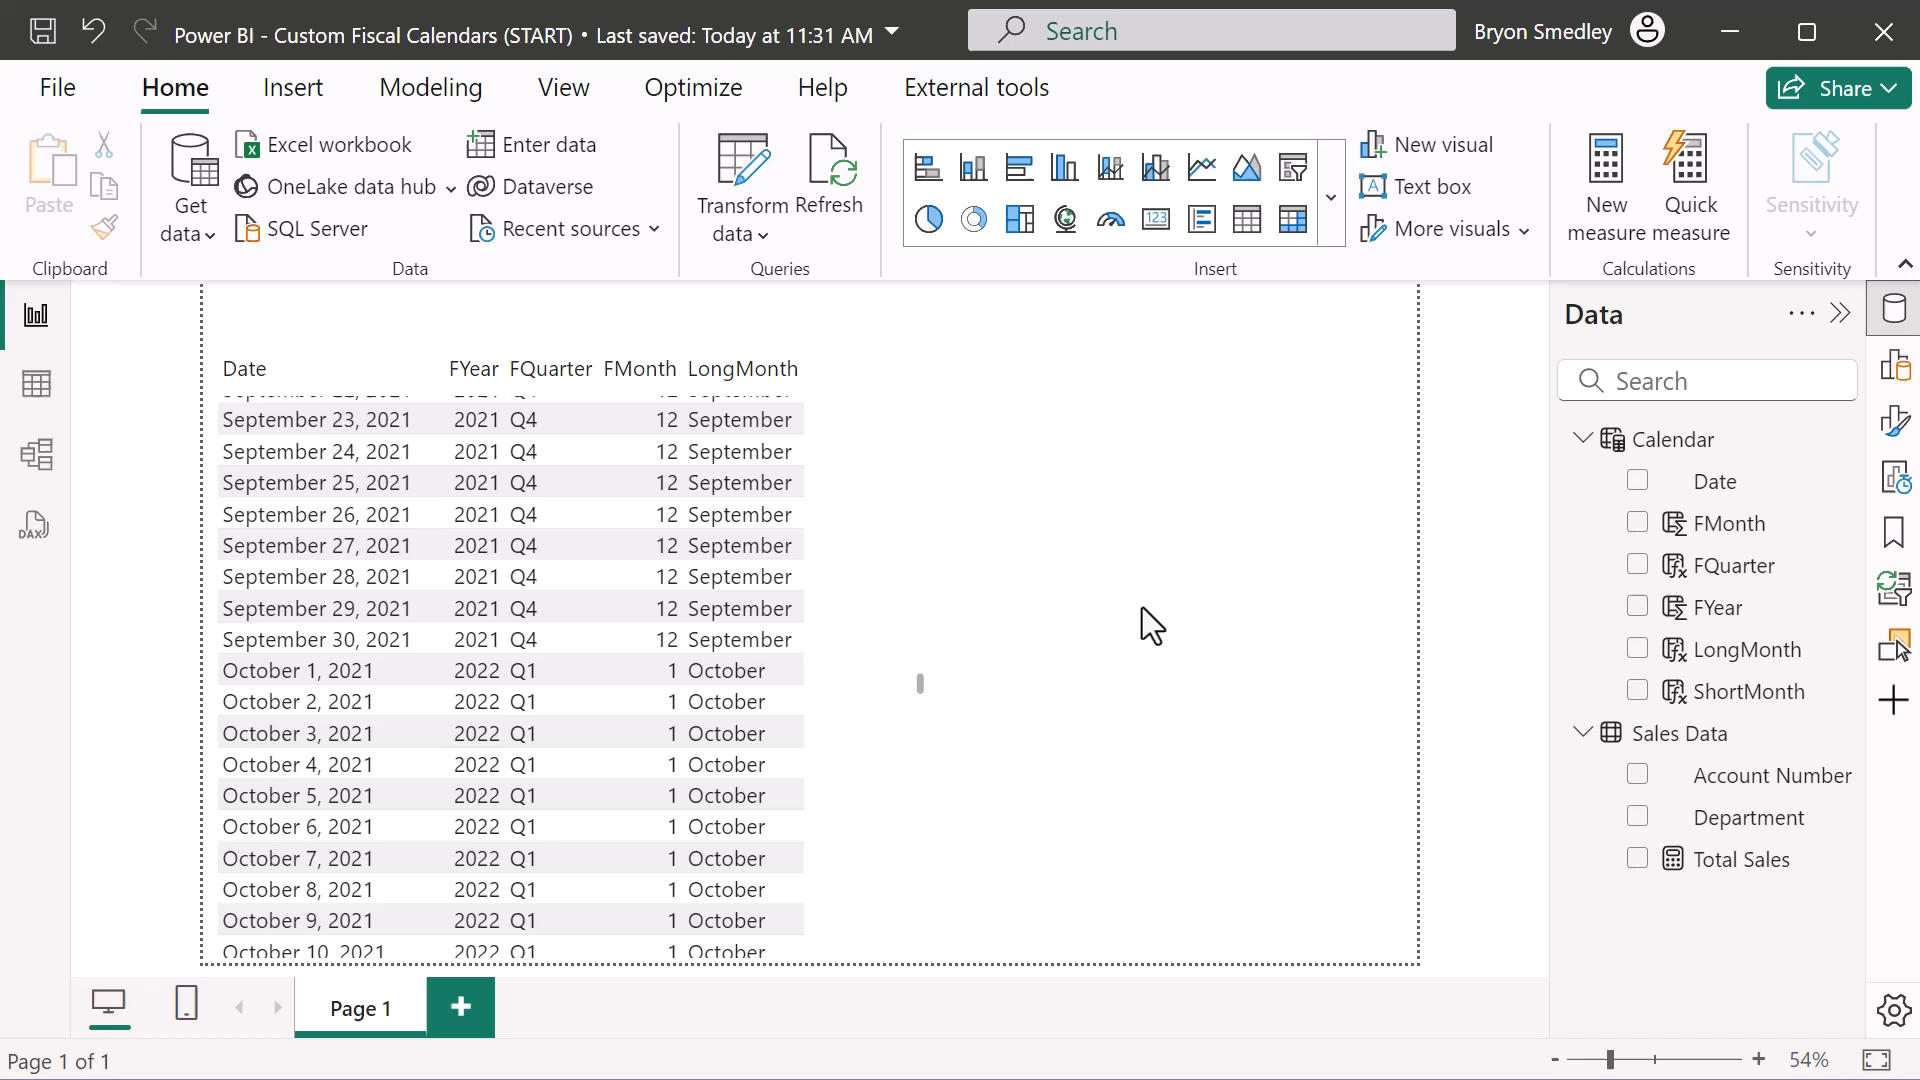 Power BI - Custom Fiscal Calendars (START) • Last saved: Today at 11:31 AM
Search
Bryon Smedley
File
Home
Insert
Modeling
View
Optimize
Help
External tools
Share
Paste
Clipboard
Get data
Excel workbook
OneLake data hub
SQL Server
Enter data
Dataverse
Recent sources
Data
Transform data
Refresh
Queries
123
New visual
A Text box
More visuals
Insert
New measure
Quick measure
Calculations
Sensitivity
Sensitivity
DAX
Date FYear FQuarter FMonth LongMonth
September 23, 2021 2021 Q4 12 September
September 24, 2021 2021 Q4 12 September
September 25, 2021 2021 Q4 12 September
September 26, 2021 2021 Q4 12 September
September 27, 2021 2021 Q4 12 September
September 28, 2021 2021 Q4 12 September
September 29, 2021 2021 Q4 12 September
September 30, 2021 2021 Q4 12 September
October 1, 2021 2022 Q1 1 October
October 2, 2021 2022 Q1 1 October
October 3, 2021 2022 Q1 1 October
October 4, 2021 2022 Q1 1 October
October 5, 2021 2022 Q1 1 October
October 6, 2021 2022 Q1 1 October
October 7, 2021 2022 Q1 1 October
October 8, 2021 2022 Q1 1 October
October 9, 2021 2022 Q1 1 October
October 10, 2021 2022 Q1 1 October
Data
Search
Calendar
Date
FMonth
FQuarter
FYear
LongMonth
ShortMonth
Sales Data
Account Number
Department
Total Sales
Page 1
Page 1 of 1
- + 54%